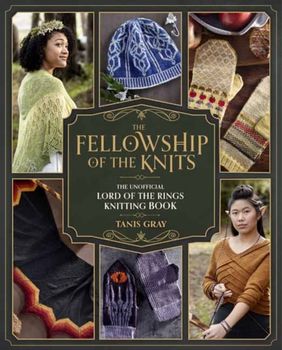 THE
FELLOWSHIP
OF THE KNITS
THE UNOFFICIAL
LORD OF THE RINGS
KNITTING BOOK
TANIS GRAY